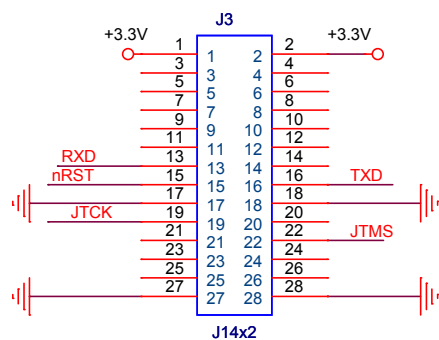 J3
+3.3V +3.3V
1 1 2 2
3 3 4 4
5 5 6 6
7 7 8 8
9 9 10 10
11 11 12 12
RXD 13 13 14 14
nRST 15 15 16 16 TXD
17 17 18 18
JTCK 19 19 20 20
21 21 22 22 JTMS
23 23 24 24
25 25 26 26
27 27 28 28
J14x2